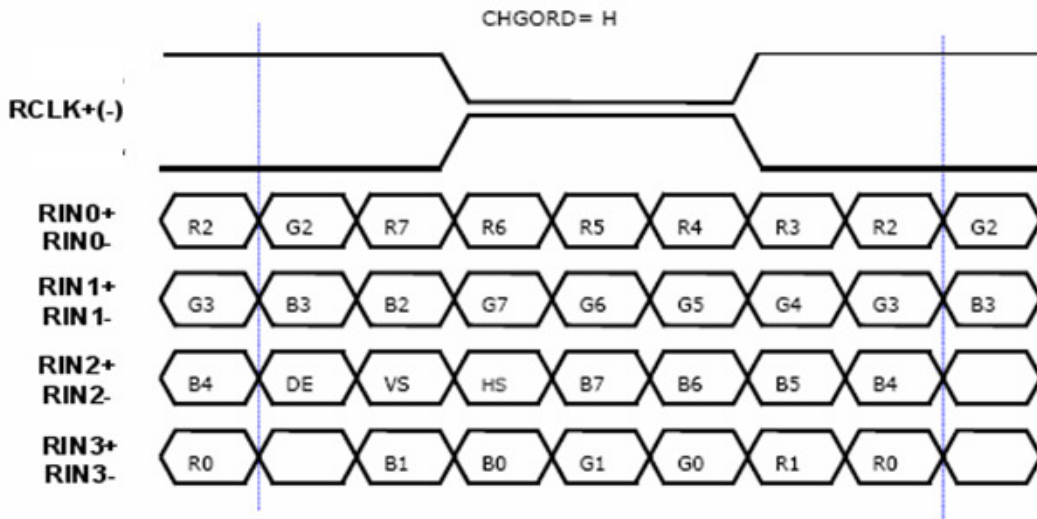 CHGORD= H
RCLK+(-)
RIN0+
RIN0-
R2 G2 R7 R6 R5 R4 R3 R2 G2
RIN1+
RIN1-
G3 B3 B2 G7 G6 G5 G4 G3 B3
RIN2+
RIN2-
B4 DE VS HS B7 B6 B5 B4
RIN3+
RIN3-
R0 B1 B0 G1 G0 R1 R0